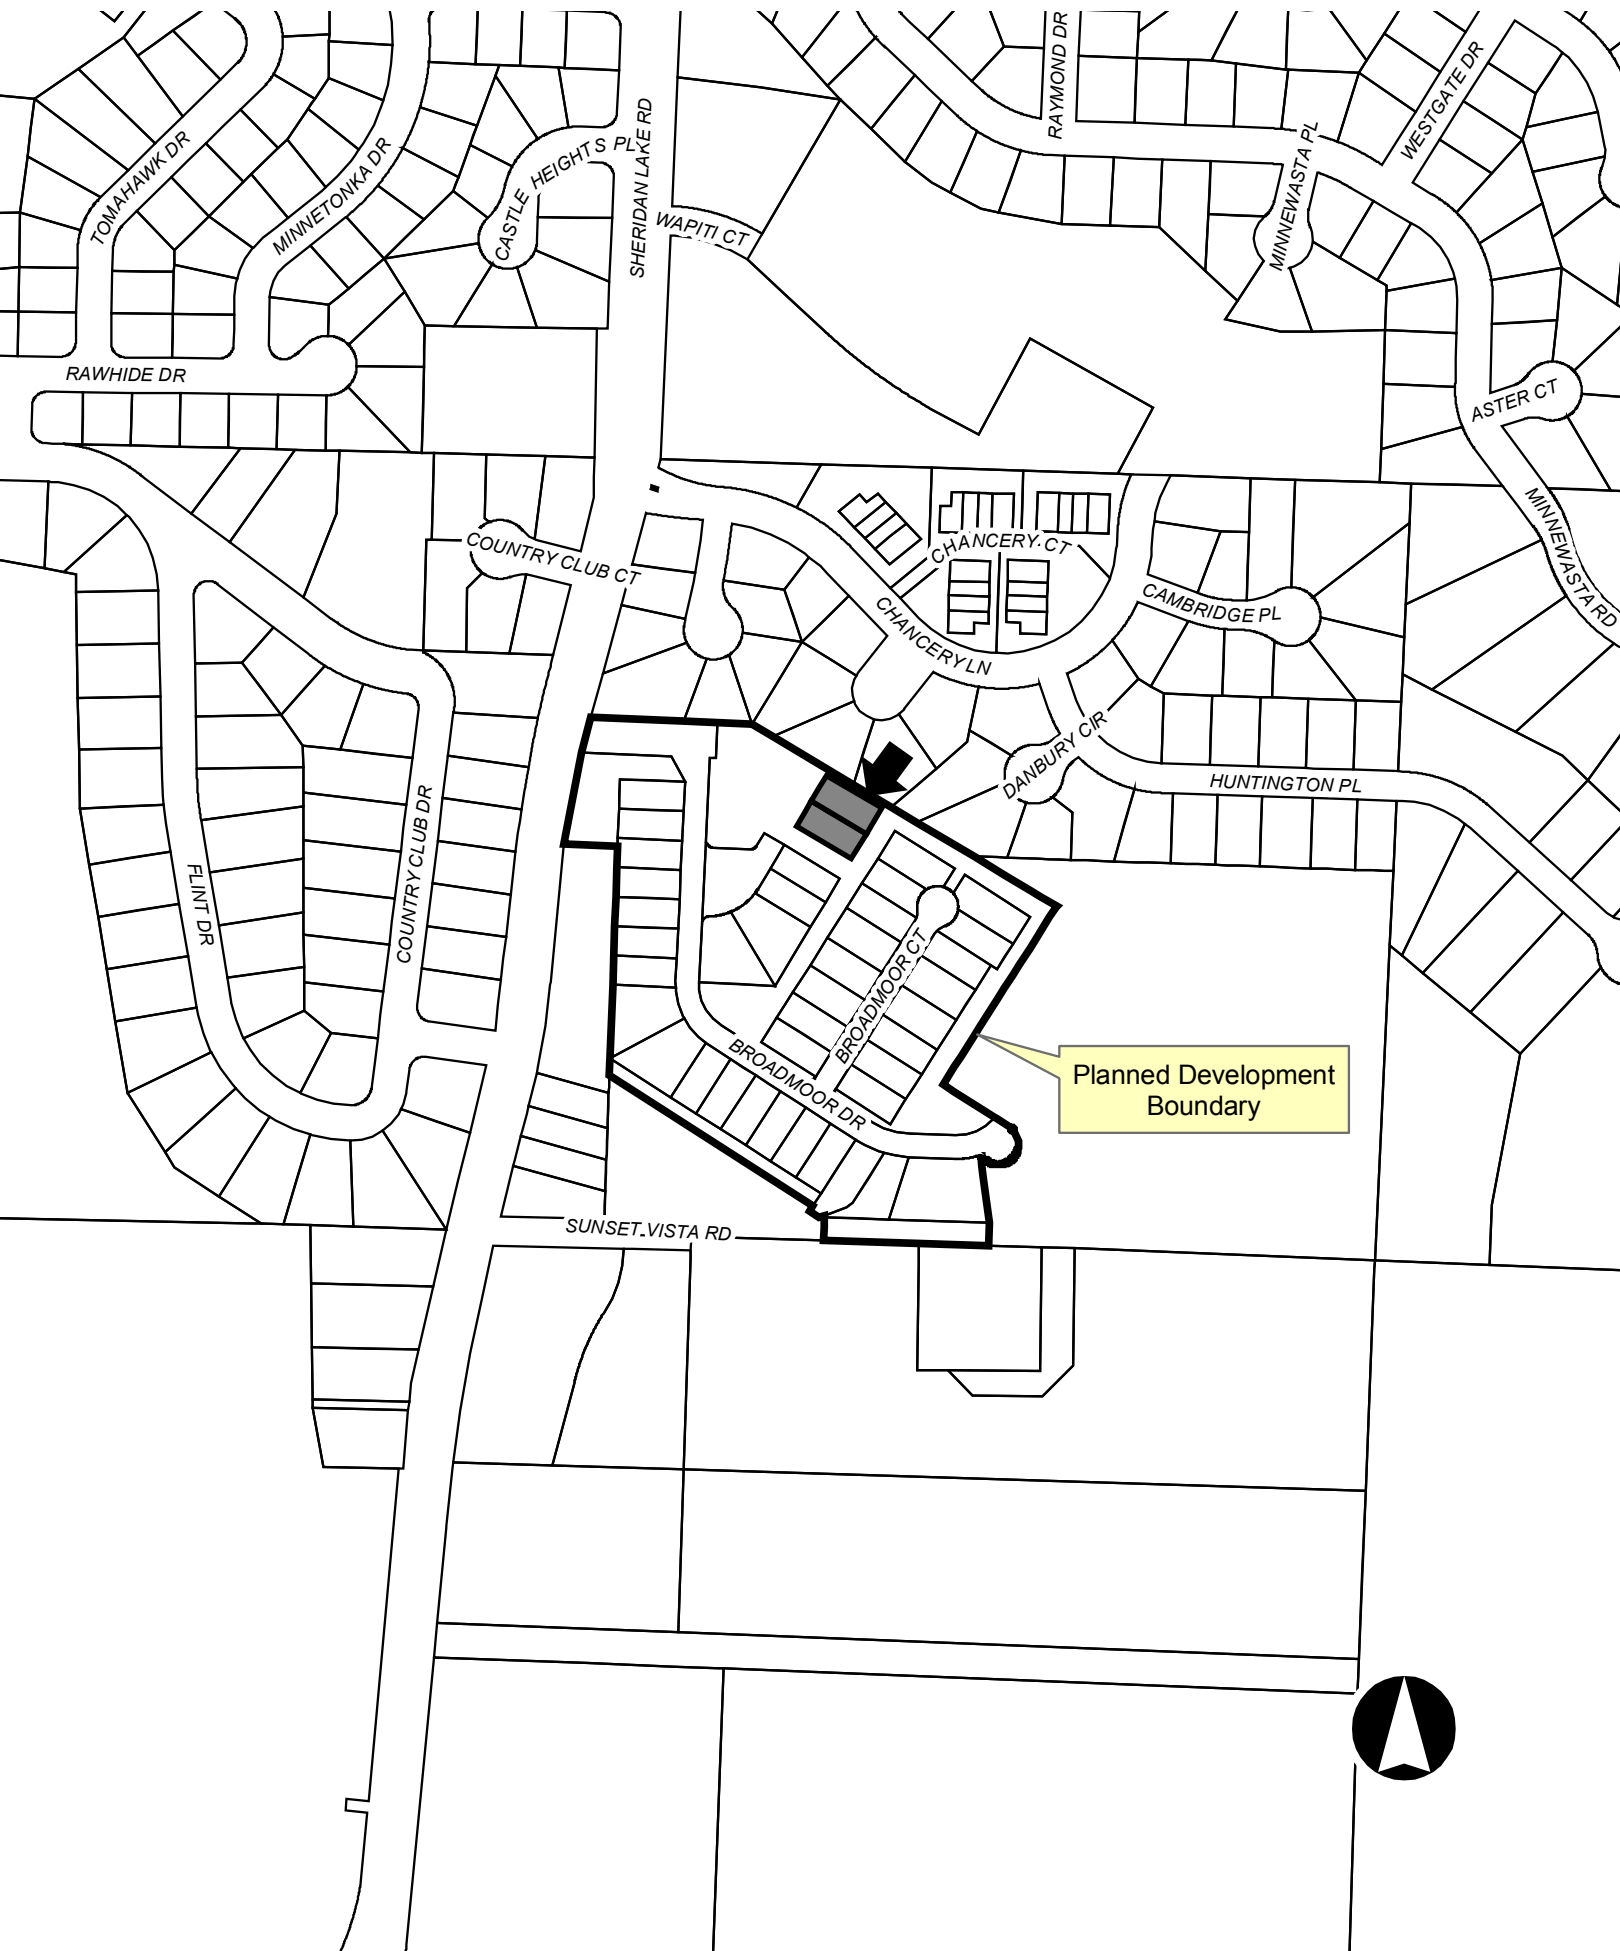 RAYMOND DR
WESTGATE DR
TOMAHAWK DR
MINNETONKA DR
CASTLE HEIGHTS PL
SHERIDAN LAKE RD
MINNEWASTA PL
WAPITI CT
RAWHIDE DR
ASTER CT
MINNEWASTA RD
COUNTRY CLUB CT
CHANCERY CT
CHANCERY LN
CAMBRIDGE PL
DANBURY CIR
HUNTINGTON PL
FLINT DR
COUNTRY CLUB DR
BROADMOOR CT
BROADMOOR DR
Planned Development
Boundary
SUNSET VISTA RD